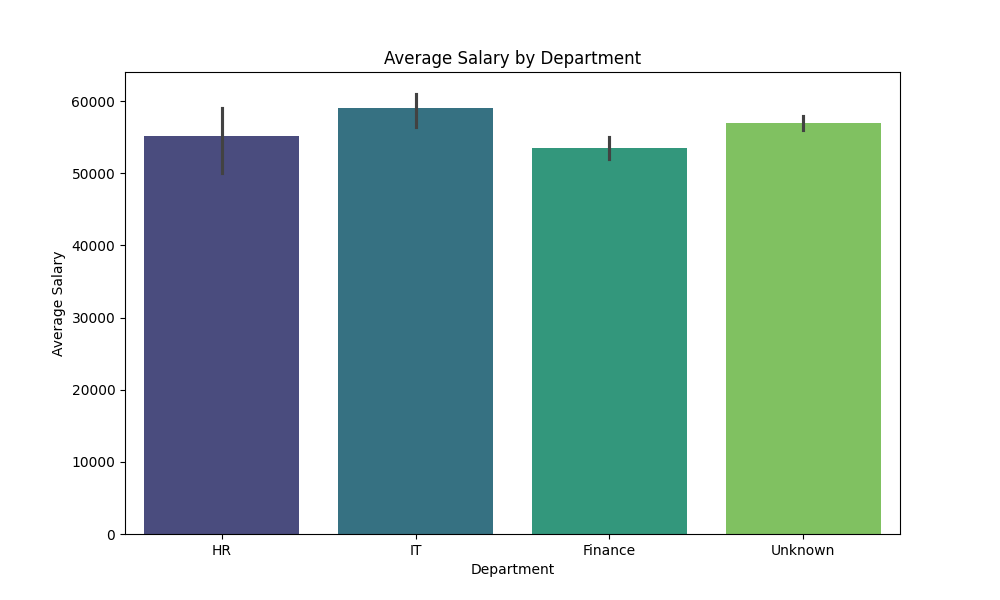 Average Salary by Department
Average Salary
60000
50000
40000
30000
20000
10000
0
HR
IT
Finance
Unknown
Department